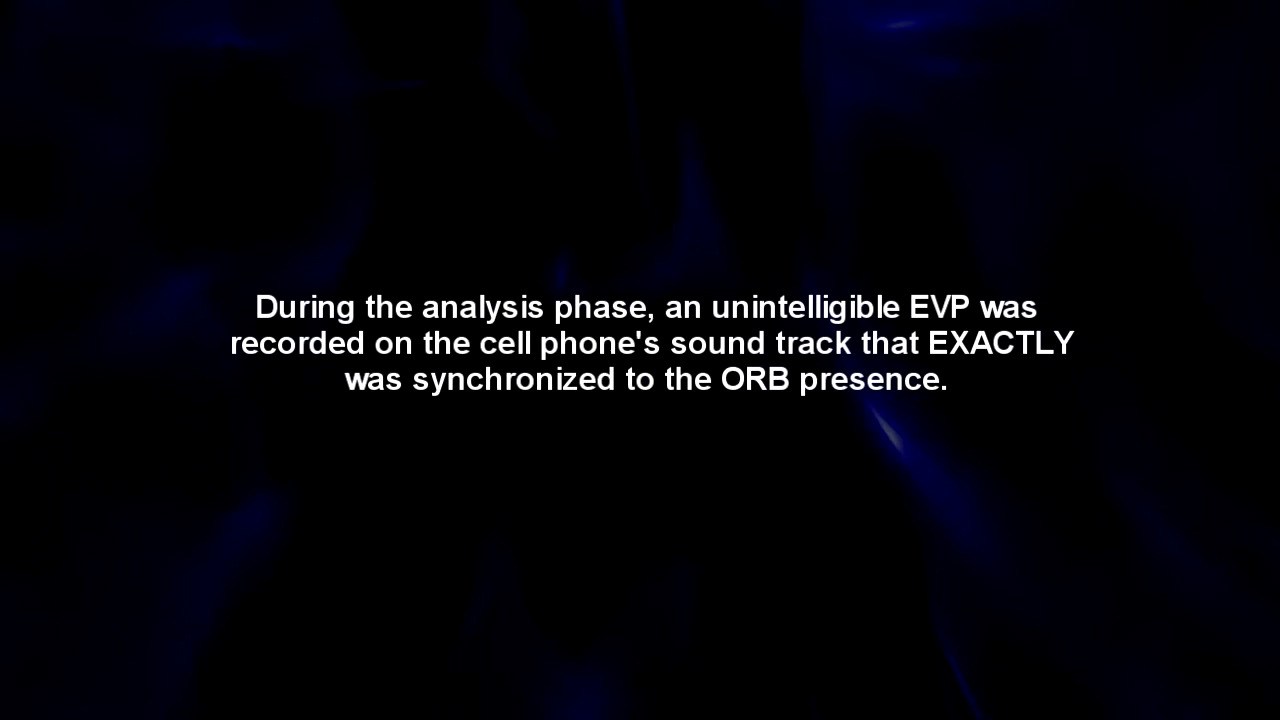 During the analysis phase, an unintelligible EVP was
recorded on the cell phone's sound track that EXACTLY
was synchronized to the ORB presence.